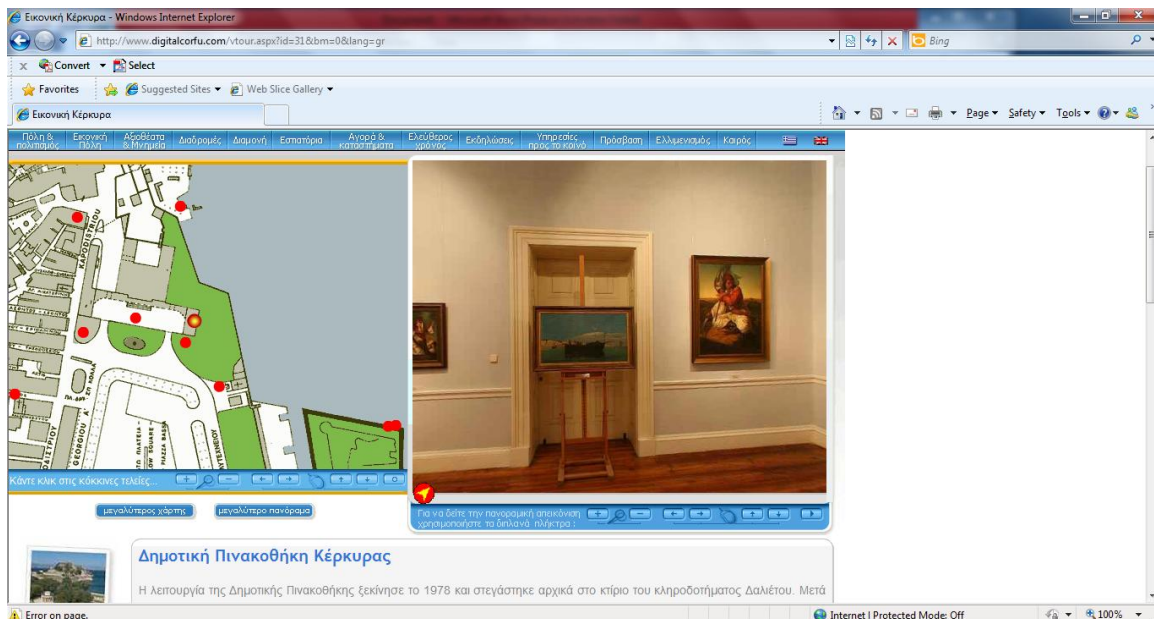 Εικονική Κέρκυρα - Windows Internet Explorer
http://www.digitalcorfu.com/vtour.aspx?id=31&bm=0&lang=gr
Bing
x Convert Select
Favorites Suggested Sites Web Slice Gallery
Εικονική Κέρκυρα
Page Safety Tools
Πόλη & πολιτισμός
Εικονική Πόλη
Αξιοθέατα & Μνημεία
Διαδρομές
Διαμονή
Εστιατόρια
Αγορά & καταστήματα
Ελεύθερος χρόνος
Εκδηλώσεις
Υπηρεσίες προς το κοινό
Πρόσβαση
Ελλιμενισμός
Καιρός
KAPODISTRIOU
GEORGIOU A'
Κάντε κλικ στις κόκκινες τελείες...
μεγαλύτερος χάρτης
μεγαλύτερο πανόραμα
Για να δείτε την πανοραμική απεικόνιση
χρησιμοποιήστε τα διπλανά πλήκτρα :
Δημοτική Πινακοθήκη Κέρκυρας
Η λειτουργία της Δημοτικής Πινακοθήκης ξεκίνησε το 1978 και στεγάστηκε αρχικά στο κτίριο του κληροδοτήματος Δαλιέτου. Μετά
Error on page.
Internet | Protected Mode: Off
100%